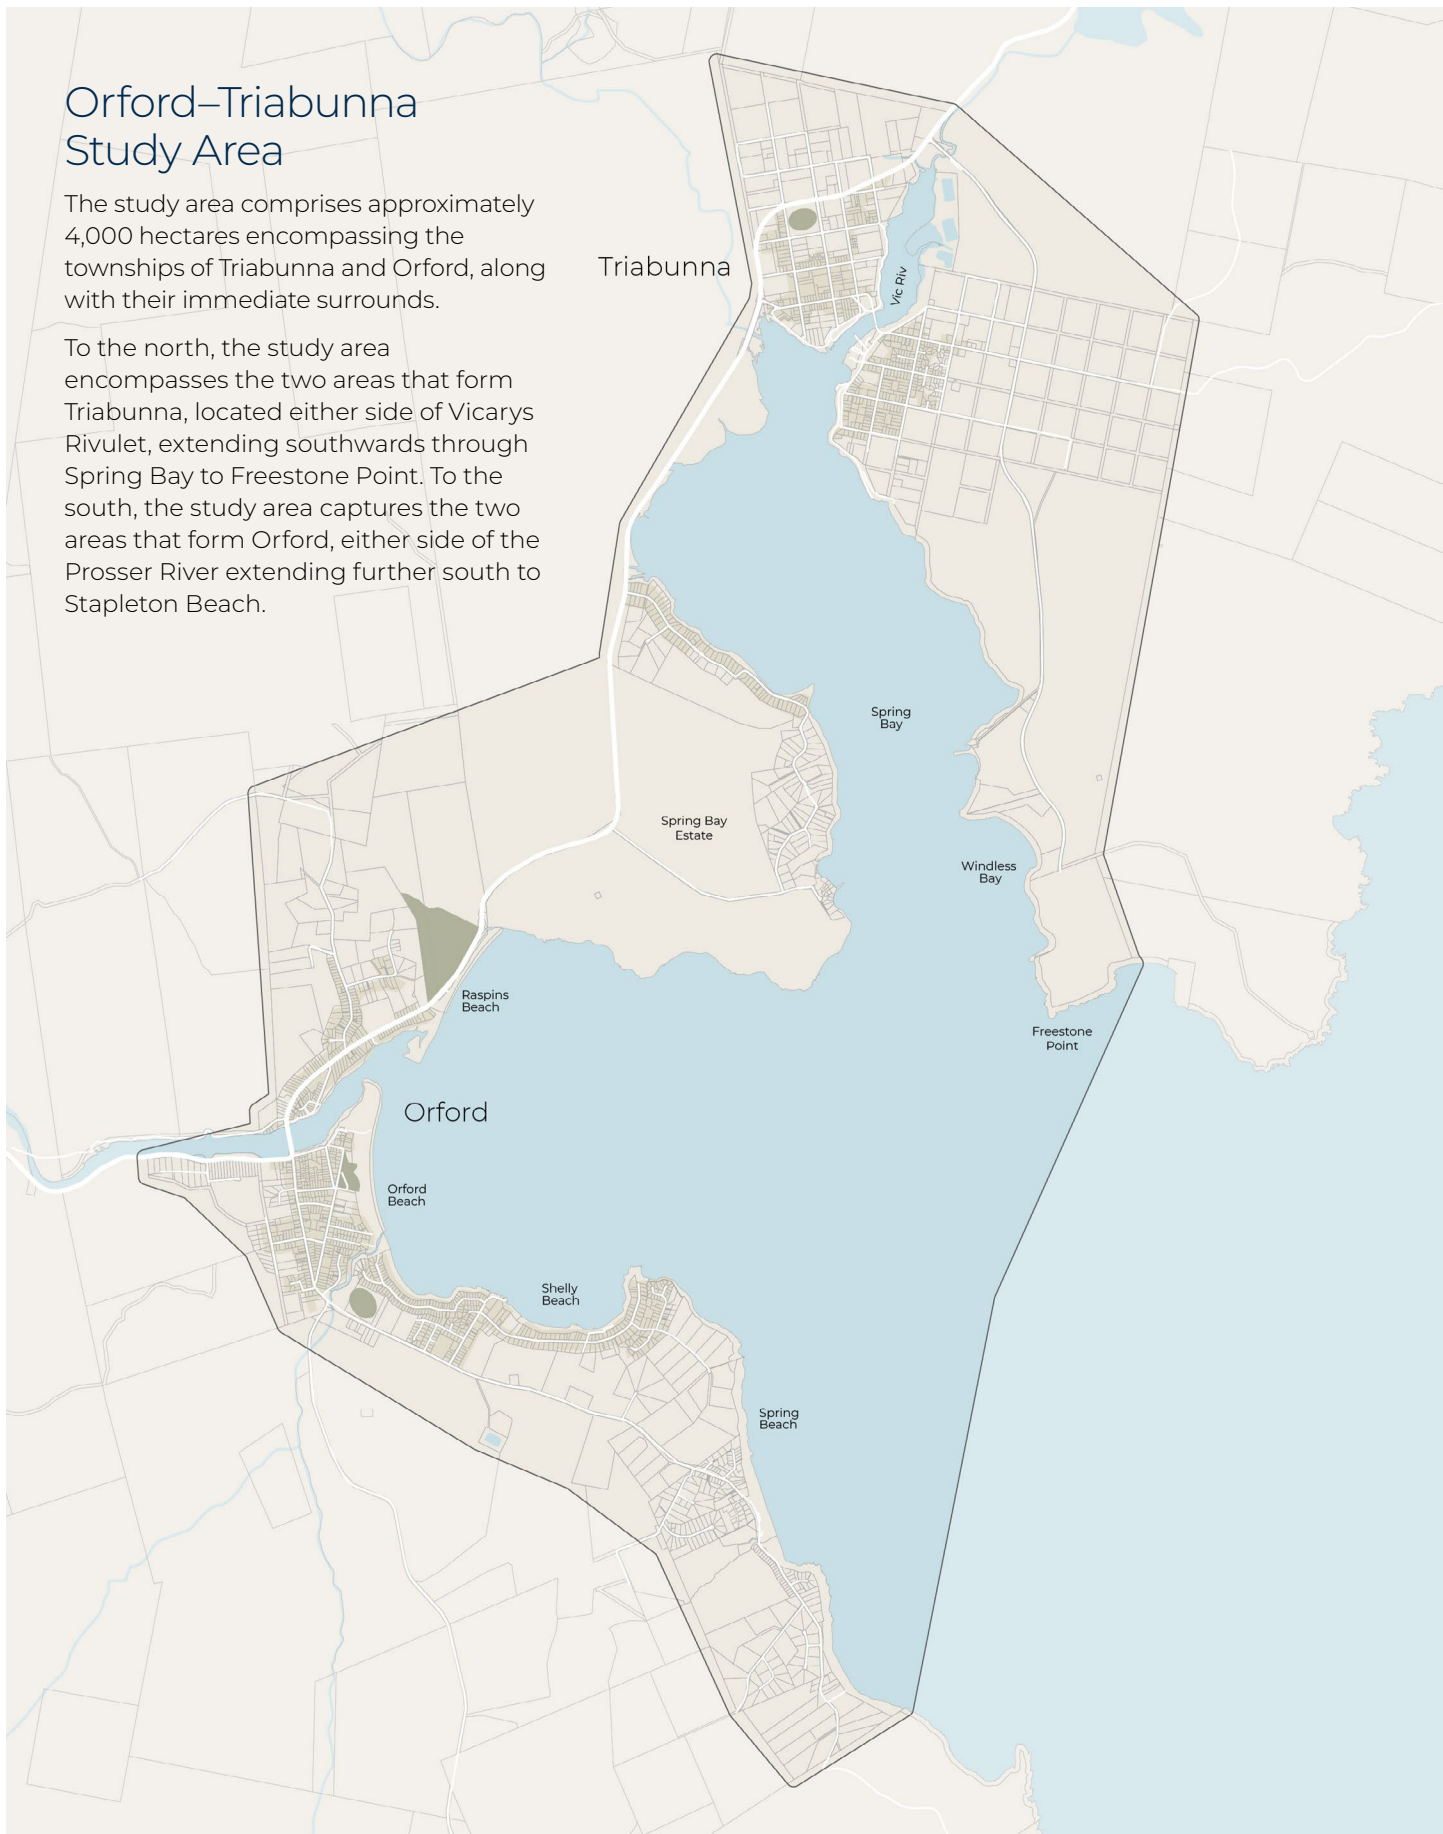 Orford–Triabunna
Study Area
The study area comprises approximately
4,000 hectares encompassing the
townships of Triabunna and Orford, along
with their immediate surrounds.
To the north, the study area
encompasses the two areas that form
Triabunna, located either side of Vicarys
Rivulet, extending southwards through
Spring Bay to Freestone Point. To the
south, the study area captures the two
areas that form Orford, either side of the
Prosser River extending further south to
Stapleton Beach.
Triabunna
Vic Riv
Spring
Bay
Spring Bay
Estate
Windless
Bay
Raspins
Beach
Freestone
Point
Orford
Orford
Beach
Shelly
Beach
Spring
Beach